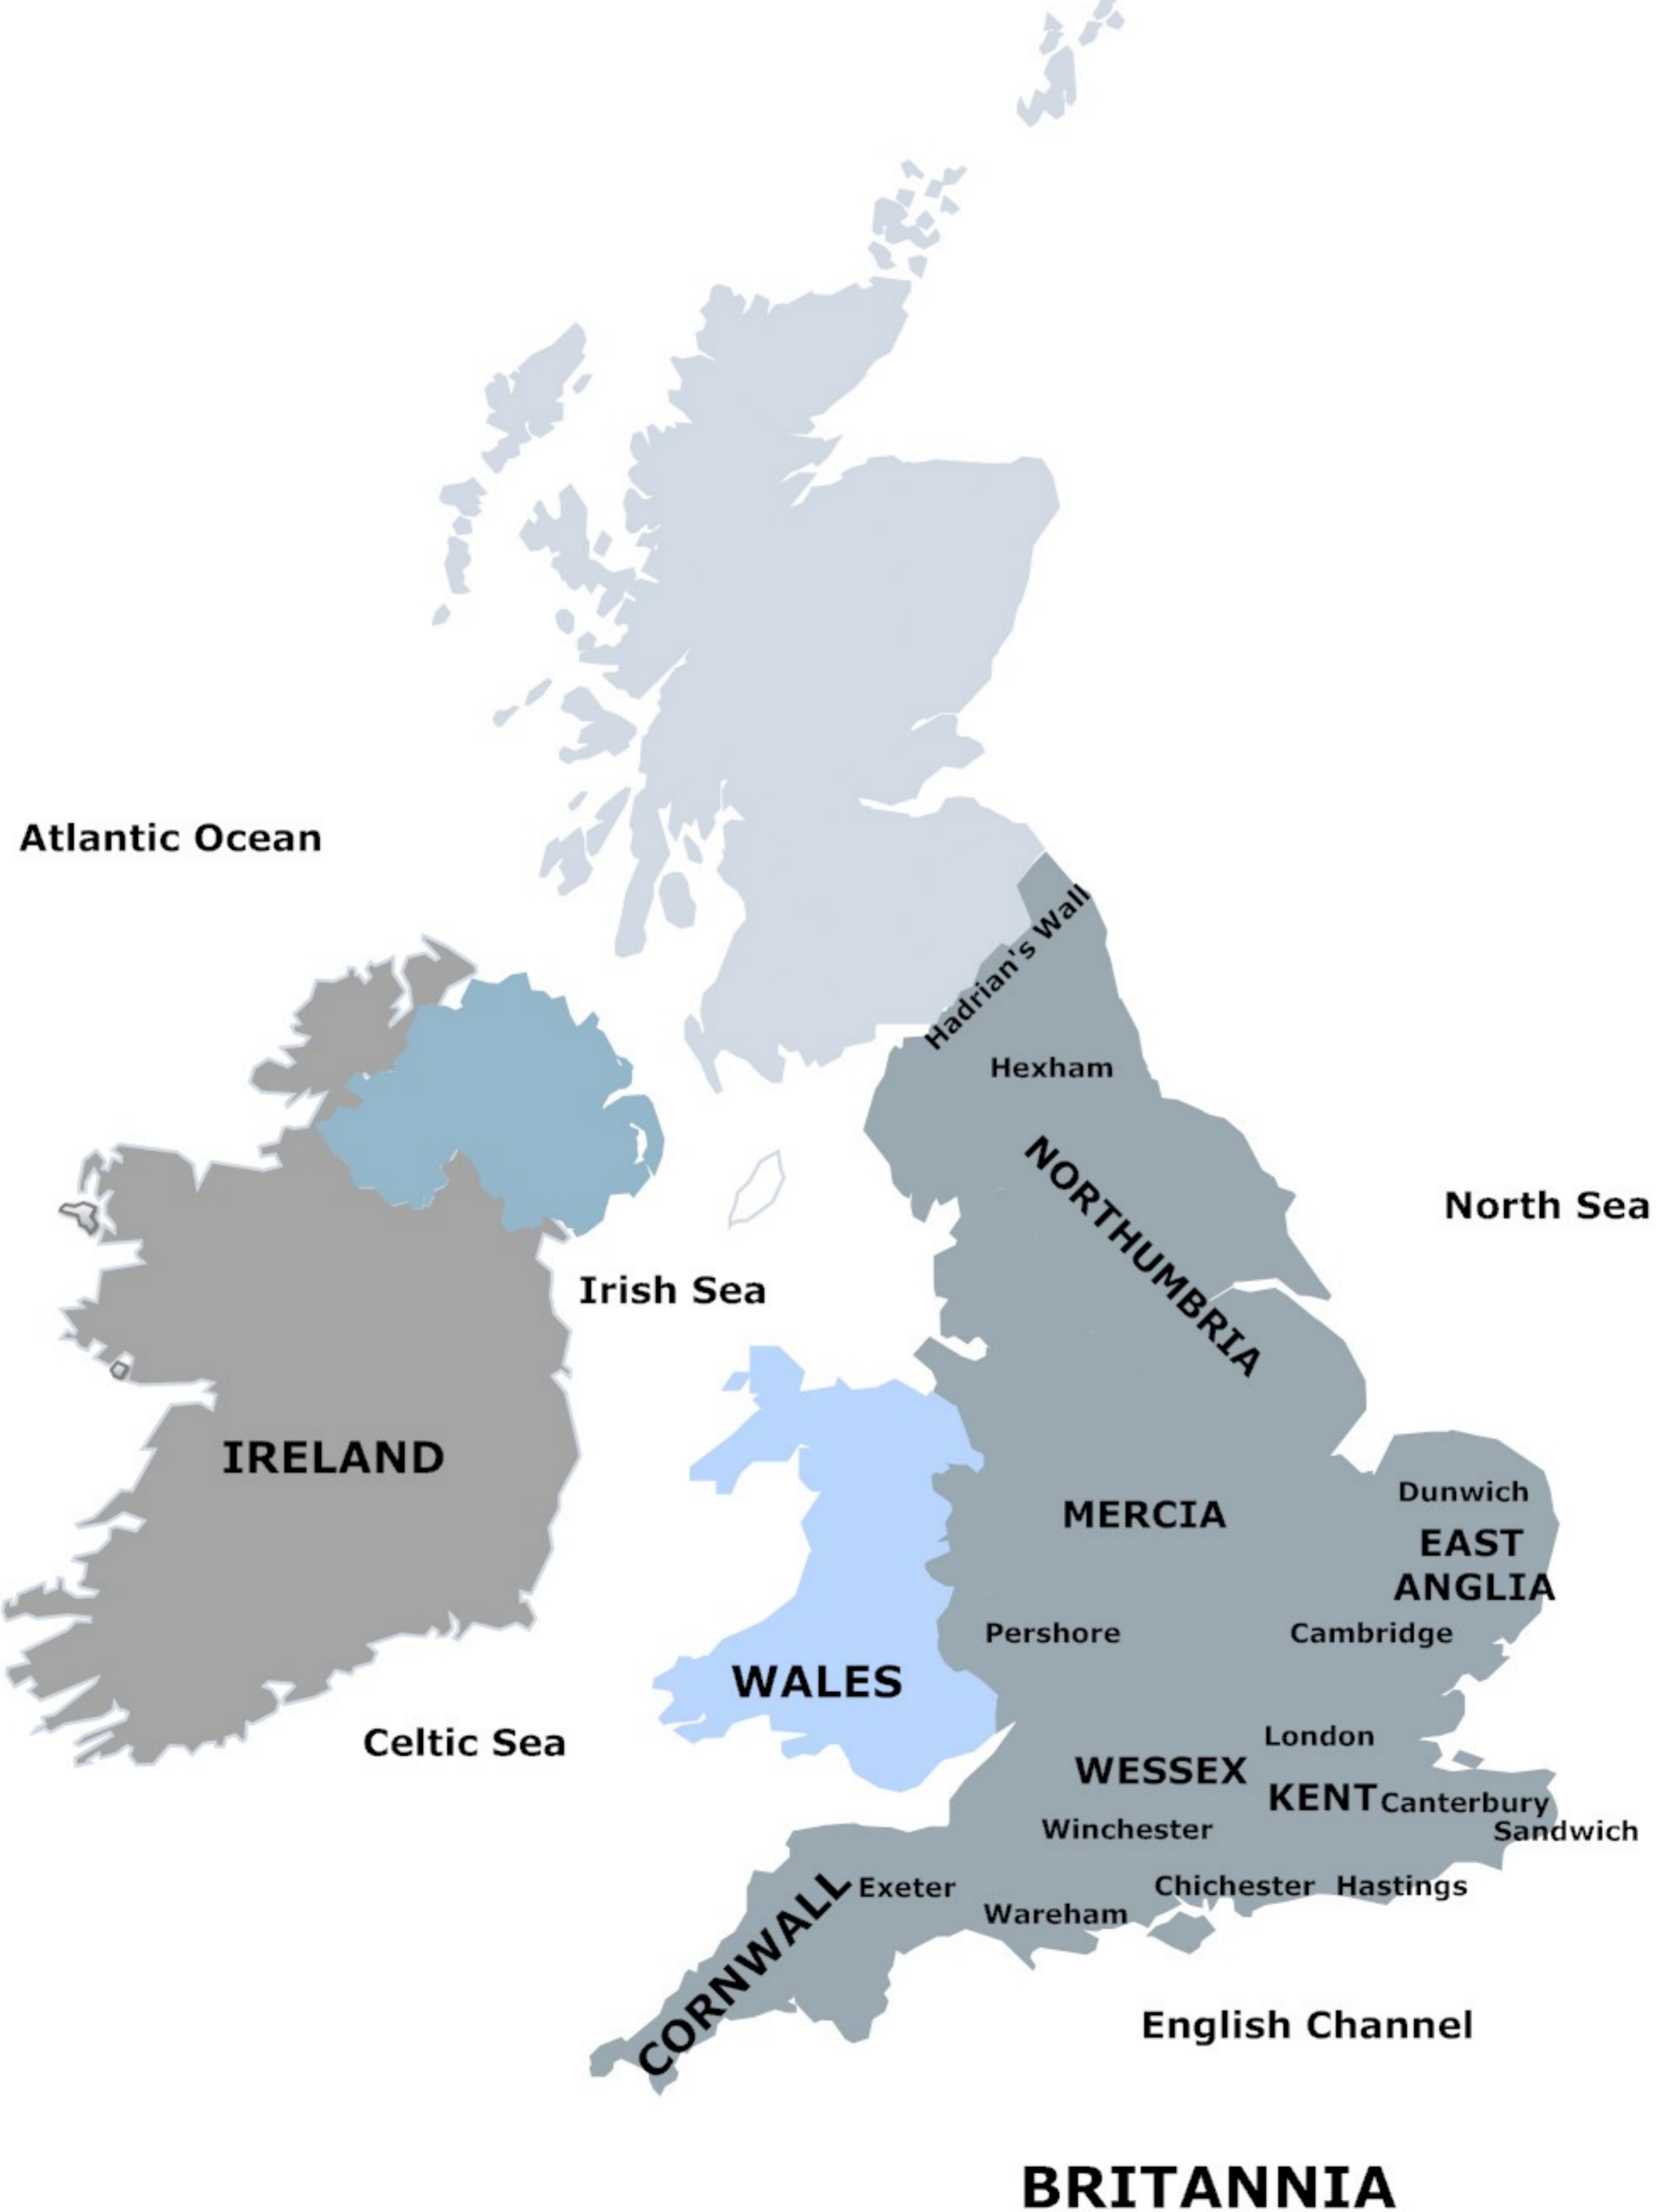 Atlantic Ocean
Hadrian's Wall
Hexham
NORTHUMBRIA
North Sea
Irish Sea
IRELAND
MERCIA
Dunwich
EAST
ANGLIA
Pershore
Cambridge
WALES
Celtic Sea
London
WESSEX
KENT
Canterbury
Winchester
Sandwich
CORNWALL
Exeter
Chichester
Hastings
Wareham
English Channel
BRITANNIA